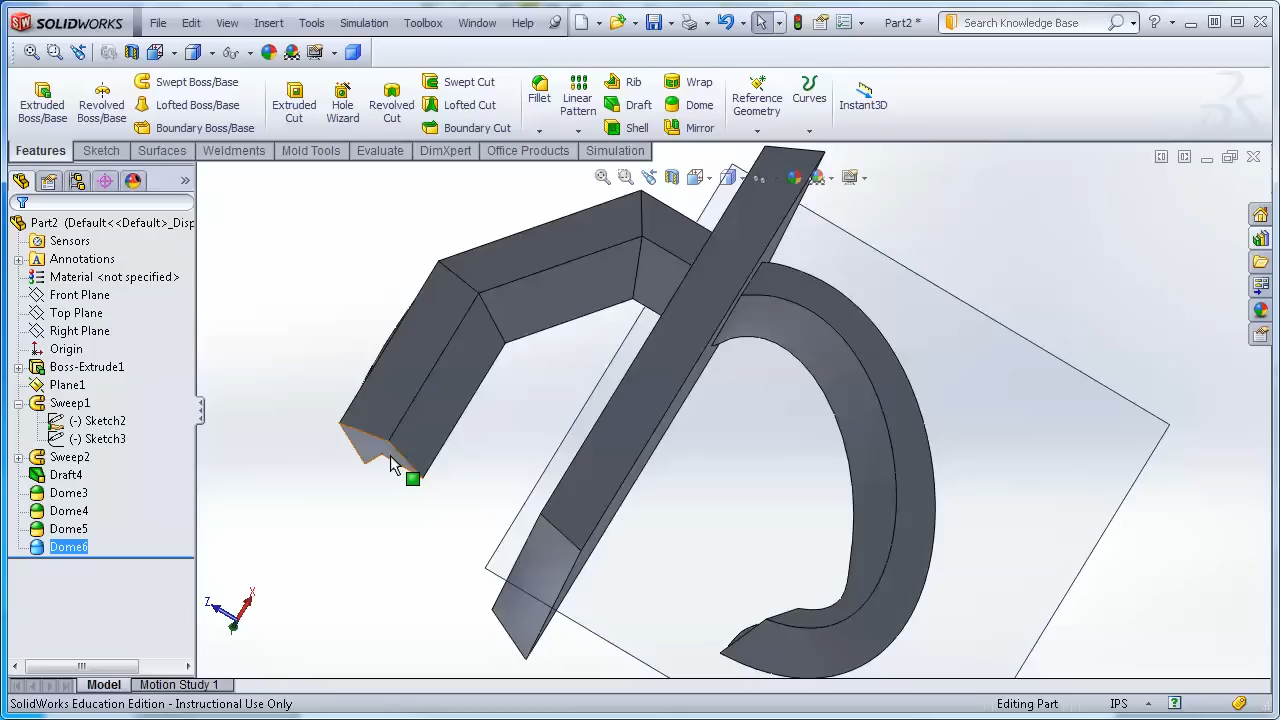 SOLIDWORKS File Edit View Insert Tools Simulation Toolbox Window Help Part2 * Search Knowledge Base ?
Extruded Boss/Base
Revolved Boss/Base
Swept Boss/Base
Lofted Boss/Base
Boundary Boss/Base
Extruded Cut
Hole Wizard
Revolved Cut
Swept Cut
Lofted Cut
Boundary Cut
Fillet
Linear Pattern
Rib
Draft
Shell
Wrap
Dome
Mirror
Reference Geometry
Curves
Instant3D
Features Sketch Surfaces Weldments Mold Tools Evaluate DimXpert Office Products Simulation
Part2 (Default<<Default>_Disp
Sensors
Annotations
Material <not specified>
Front Plane
Top Plane
Right Plane
Origin
Boss-Extrude1
Plane1
Sweep1
(-) Sketch2
(-) Sketch3
Sweep2
Draft4
Dome3
Dome4
Dome5
Dome6
X
Z
Model Motion Study 1
SolidWorks Education Edition - Instructional Use Only Editing Part IPS ?